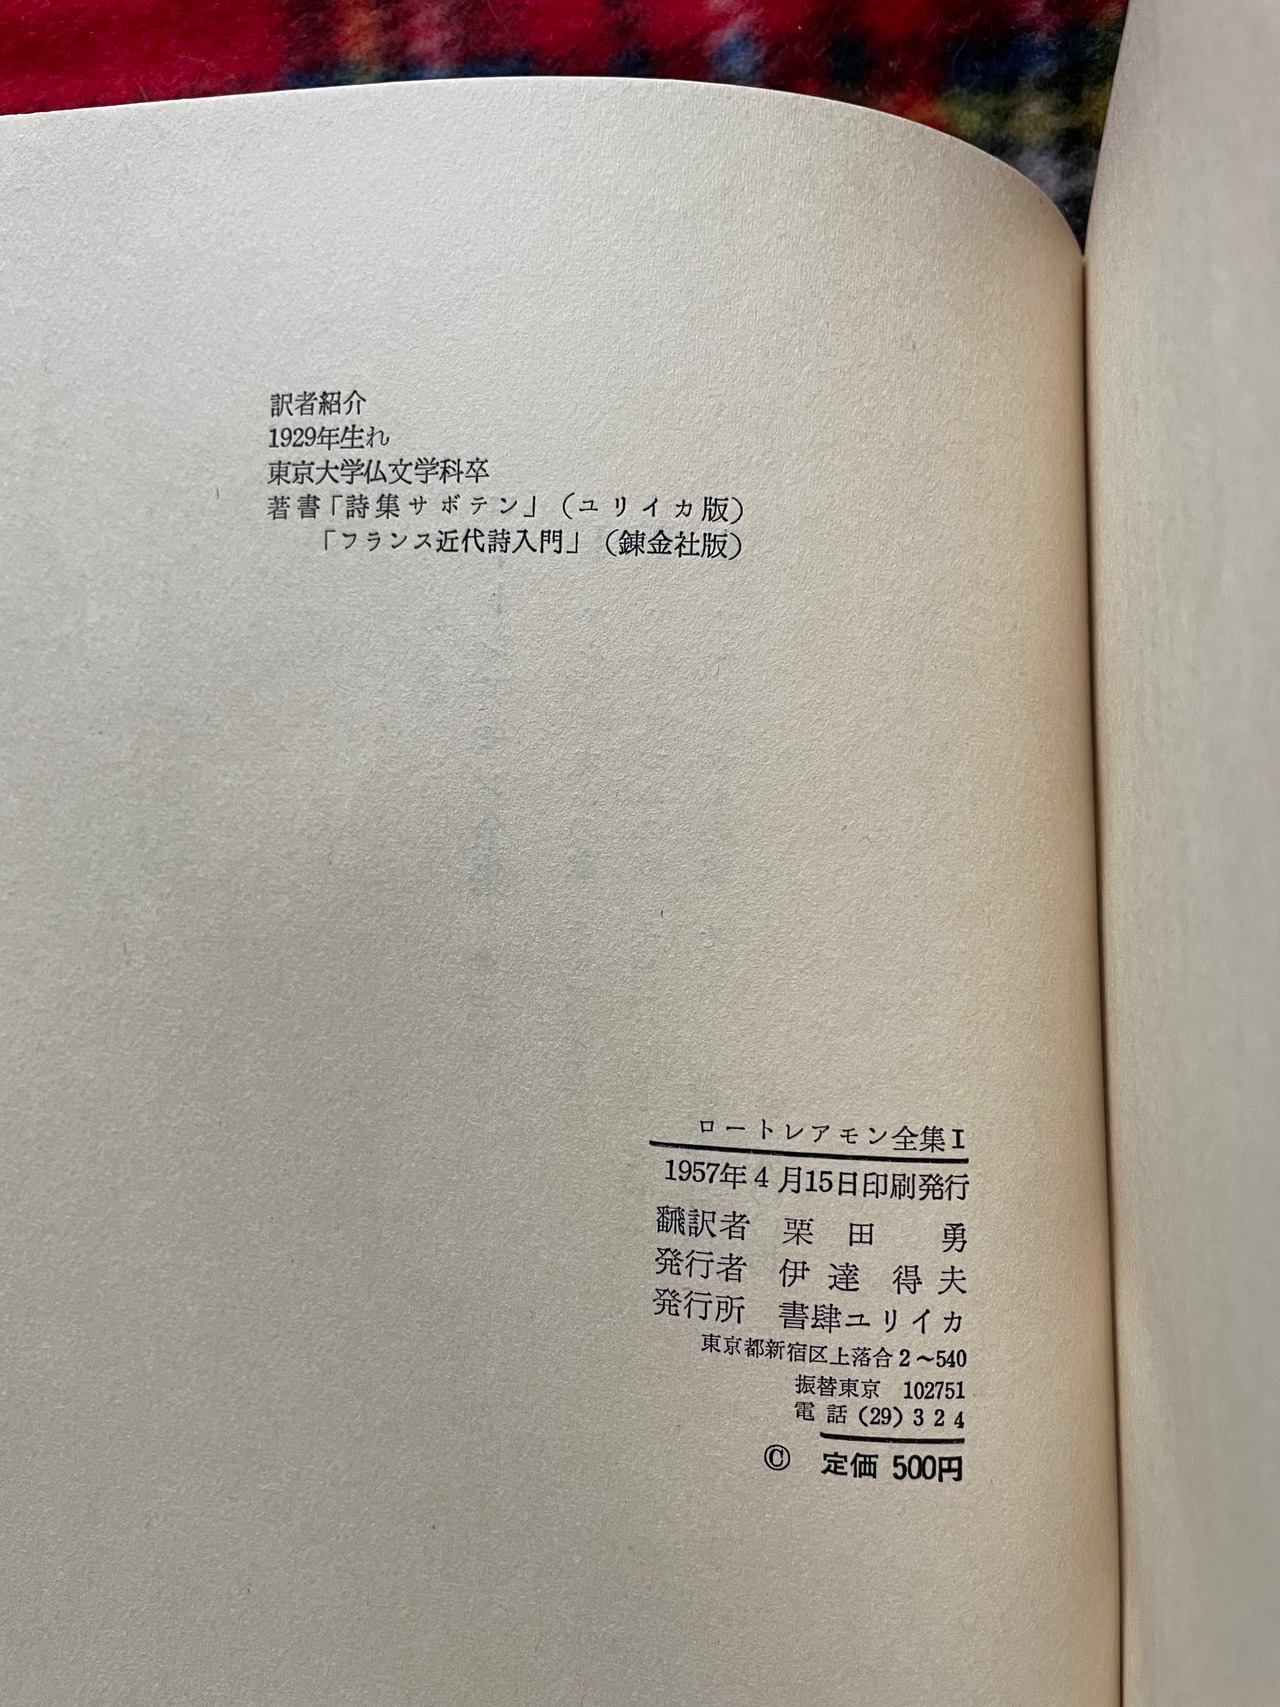 訳者紹介
1929年生れ
東京大学仏文学科卒
著書「詩集サボテン」（ユリイカ版）
「フランス近代詩入門」（錬金社版）
ロートレアモン全集I
1957年4月15日印刷発行
飜訳者 栗田 勇
発行者 伊達得夫
発行所 書肆ユリイカ
東京都新宿区上落合2～540
振替東京 102751
電話（29）324
© 定価 500円